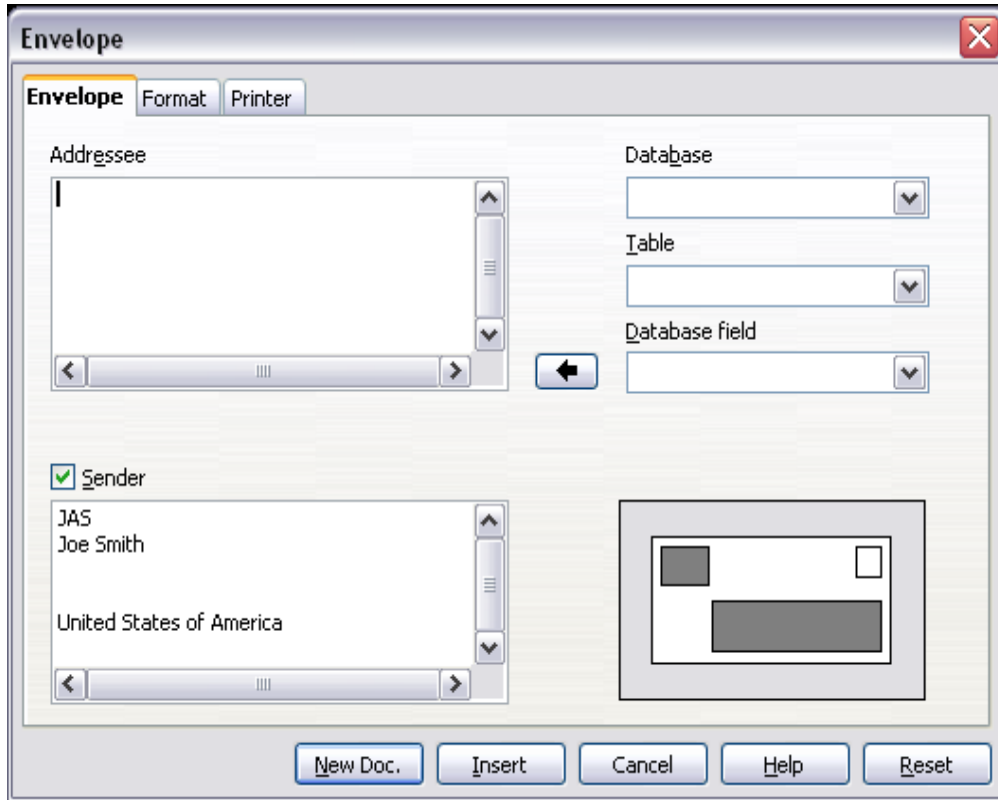 Envelope
Envelope Format Printer
Addressee
Database
Table
Database field
Sender
JAS
Joe Smith
United States of America
New Doc. Insert Cancel Help Reset